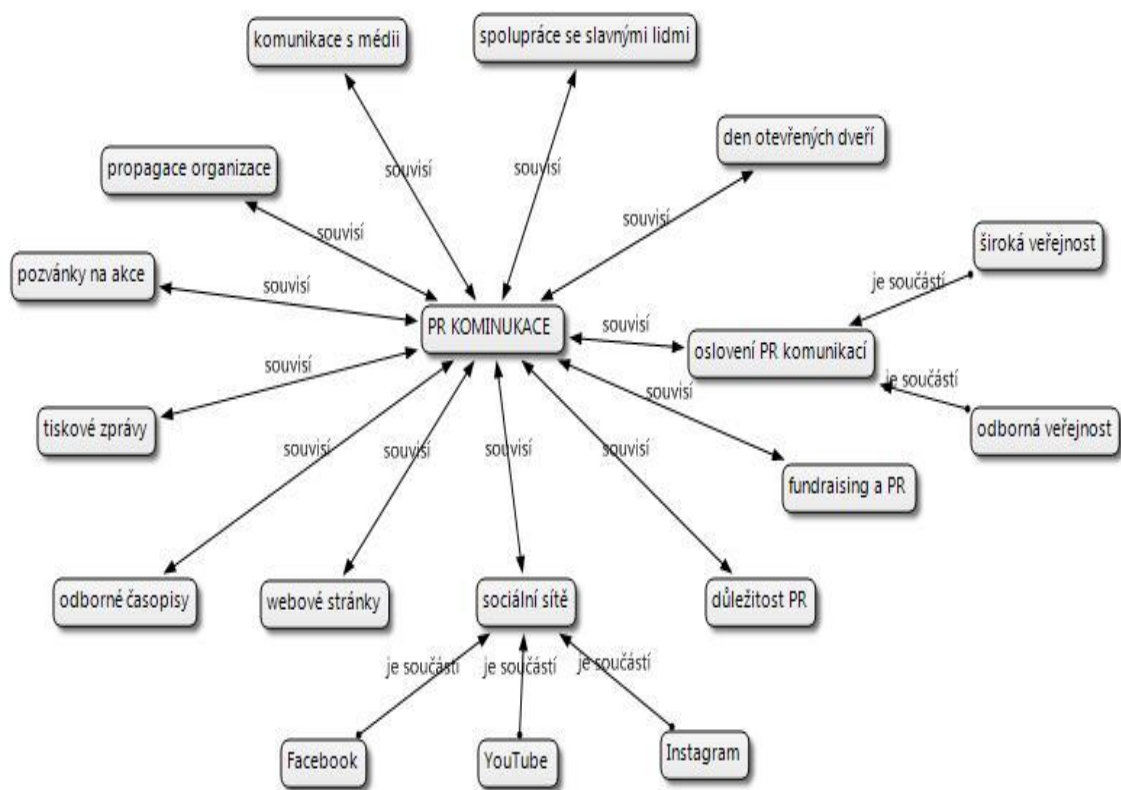 komunikace s médii
spolupráce se slavnými lidmi
den otevřených dveří
propagace organizace
souvisí
souvisí
souvisí
souvisí
široká veřejnost
pozvánky na akce
souvisí
je součástí
PR KOMINUKACE
souvisí
oslovení PR komunikací
souvisí
je součástí
souvisí
tiskové zprávy
odborná veřejnost
souvisí
souvisí
souvisí
souvisí
fundraising a PR
odborné časopisy
webové stránky
sociální sítě
důležitost PR
je součástí
je součástí
je součástí
Facebook
YouTube
Instagram